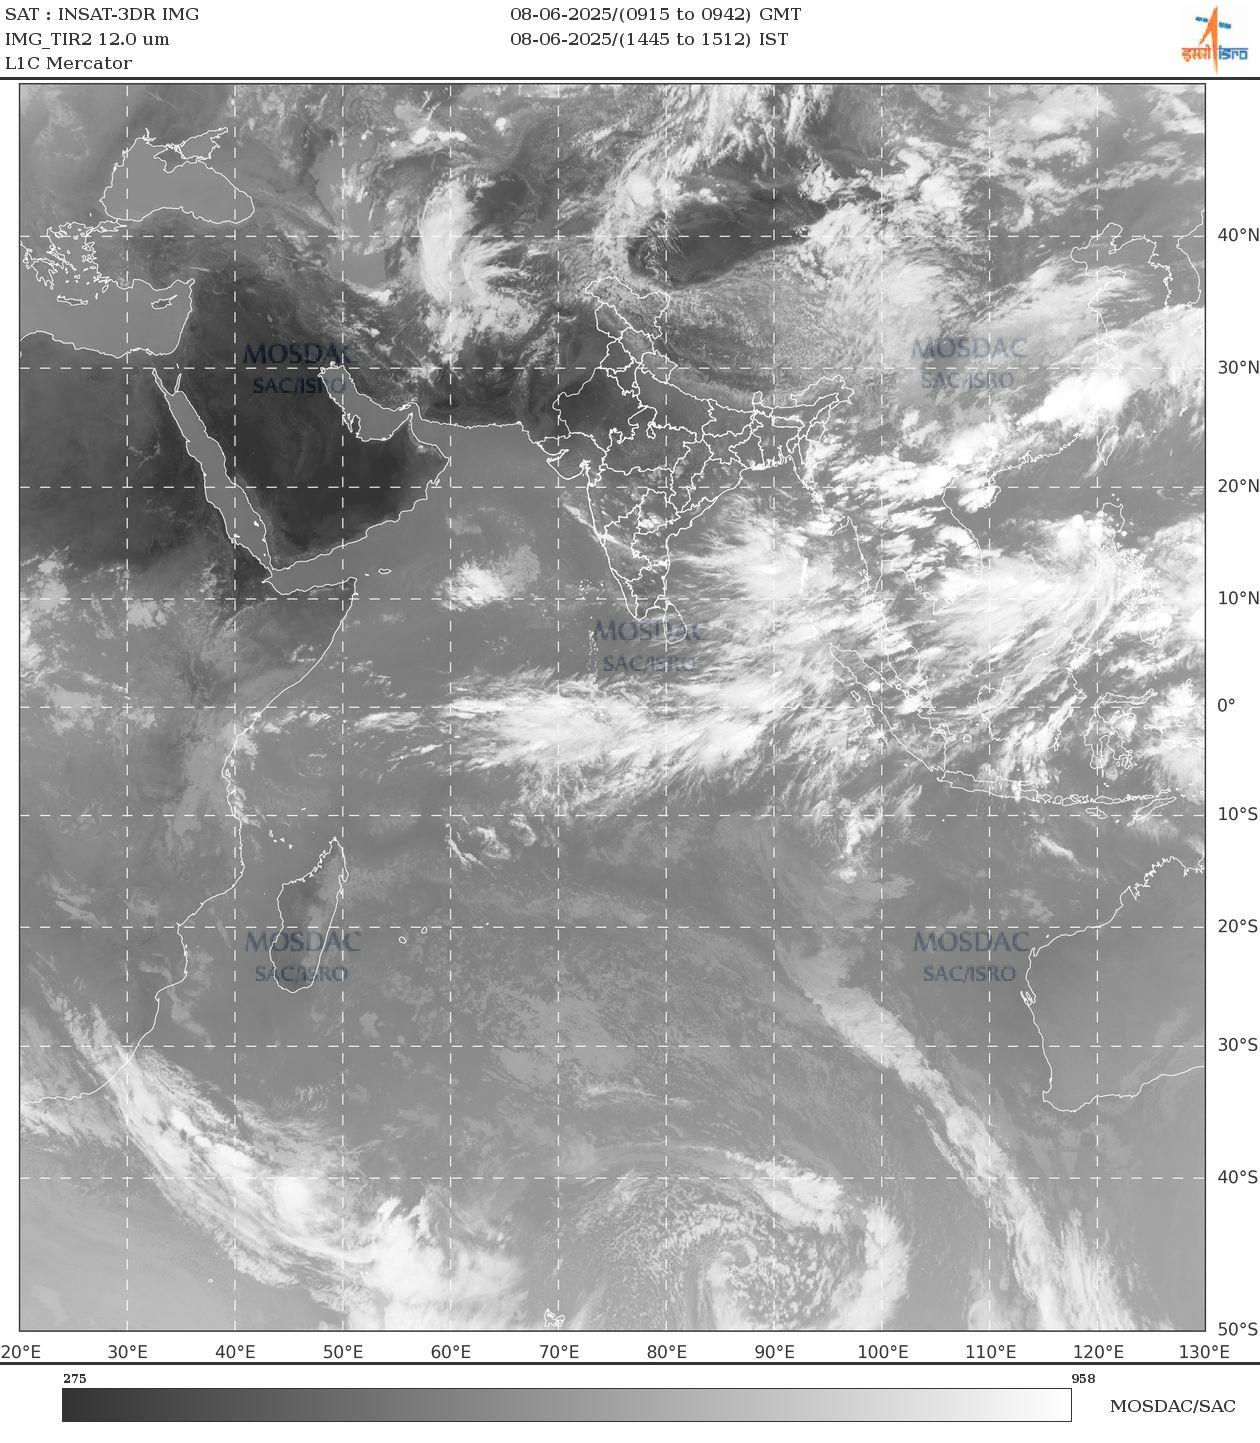 SAT : INSAT-3DR IMG
08-06-2025/(0915 to 0942) GMT
IMG_TIR2 12.0 um
08-06-2025/(1445 to 1512) IST
L1C Mercator
इसरो isro
40°N
MOSDAC
SAC/ISRO
MOSDAC
SAC/ISRO
30°N
20°N
10°N
MOSDAC
SAC/ISRO
0°
10°S
20°S
MOSDAC
SAC/ISRO
MOSDAC
SAC/ISRO
30°S
40°S
50°S
20°E 30°E 40°E 50°E 60°E 70°E 80°E 90°E 100°E 110°E 120°E 130°E
275
958
MOSDAC/SAC